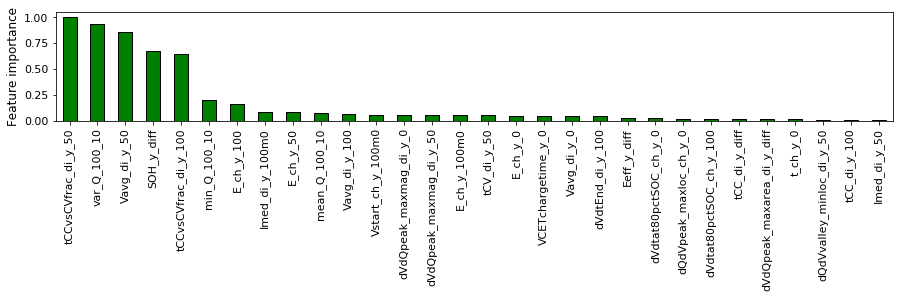 Feature importance
1.00
0.75
0.50
0.25
0.00
tCCvsCVfrac_di_y_50
var_Q_100_10
Vavg_di_y_50
SOH_y_diff
tCCvsCVfrac_di_y_100
min_Q_100_10
E_ch_y_100
Imed_di_y_100m0
E_ch_y_50
mean_Q_100_10
Vavg_di_y_100
Vstart_ch_y_100m0
dVdQpeak_maxmag_di_y_0
dVdQpeak_maxmag_di_y_50
E_ch_y_100m0
tCV_di_y_50
E_ch_y_0
VCETchargetime_y_0
Vavg_di_y_0
dVdtEnd_di_y_100
Eeff_y_diff
dVdtat80pctSOC_ch_y_0
dQdVpeak_maxloc_ch_y_0
dVdtat80pctSOC_ch_y_100
tCC_di_y_diff
dVdQpeak_maxarea_di_y_diff
t_ch_y_0
dQdVvalley_minloc_di_y_50
tCC_di_y_100
Imed_di_y_50